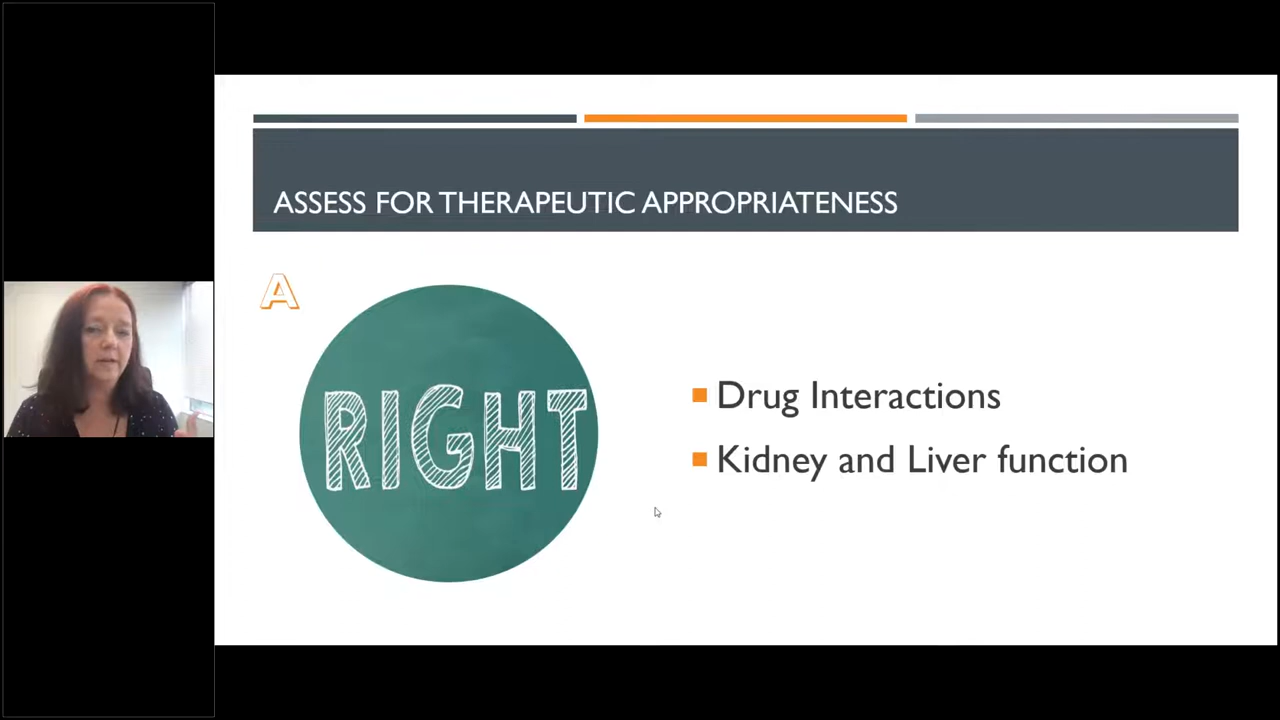 ASSESS FOR THERAPEUTIC APPROPRIATENESS
A
RIGHT
Drug Interactions
Kidney and Liver function